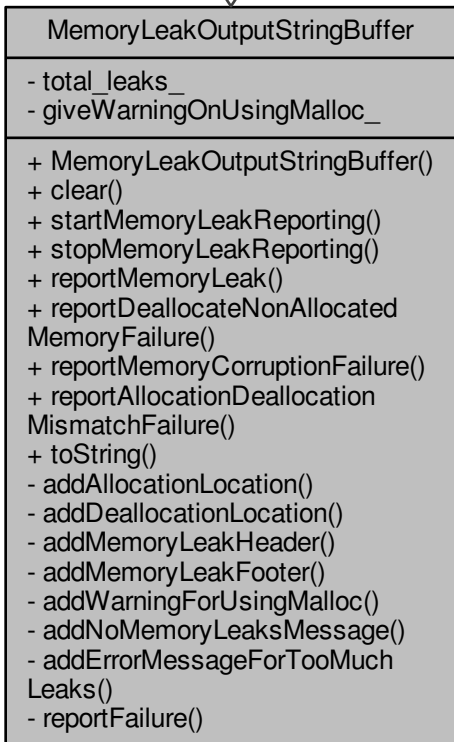 MemoryLeakOutputStringBuffer
- total_leaks_
- giveWarningOnUsingMalloc_
+ MemoryLeakOutputStringBuffer()
+ clear()
+ startMemoryLeakReporting()
+ stopMemoryLeakReporting()
+ reportMemoryLeak()
+ reportDeallocateNonAllocated
MemoryFailure()
+ reportMemoryCorruptionFailure()
+ reportAllocationDeallocation
MismatchFailure()
+ toString()
- addAllocationLocation()
- addDeallocationLocation()
- addMemoryLeakHeader()
- addMemoryLeakFooter()
- addWarningForUsingMalloc()
- addNoMemoryLeaksMessage()
- addErrorMessageForTooMuch
Leaks()
- reportFailure()